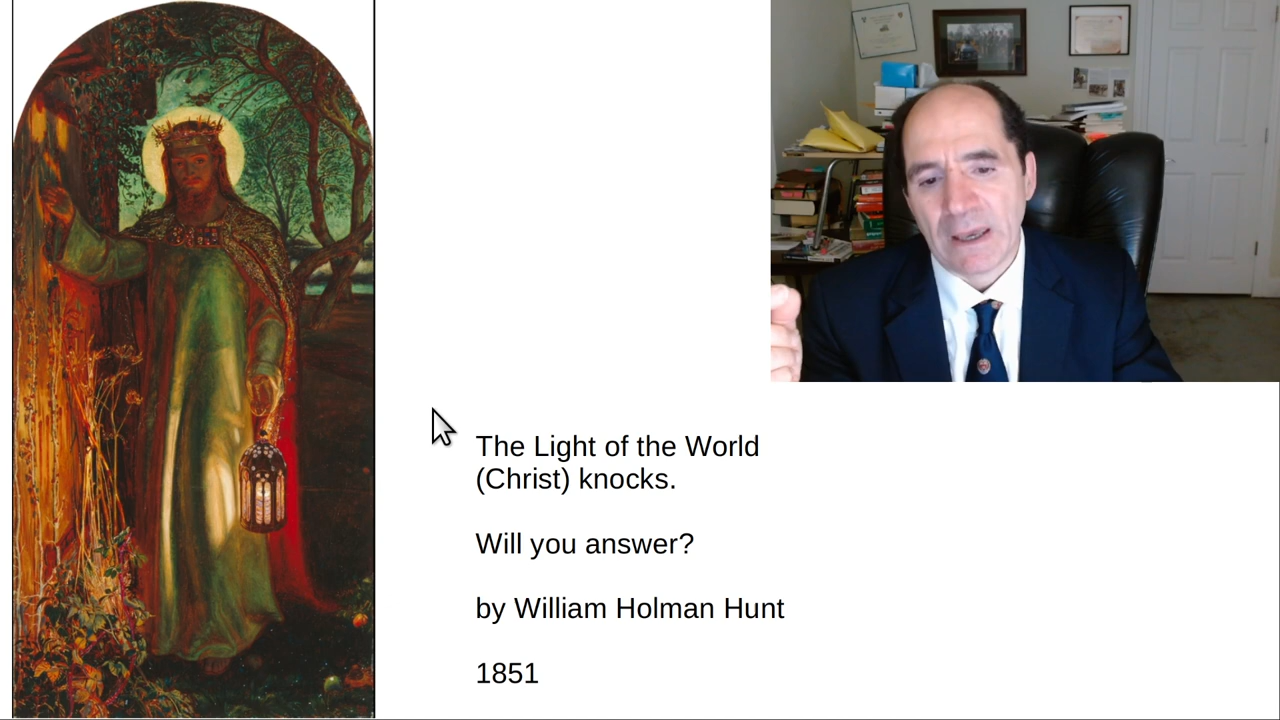 The Light of the World
(Christ) knocks.
Will you answer?
by William Holman Hunt
1851